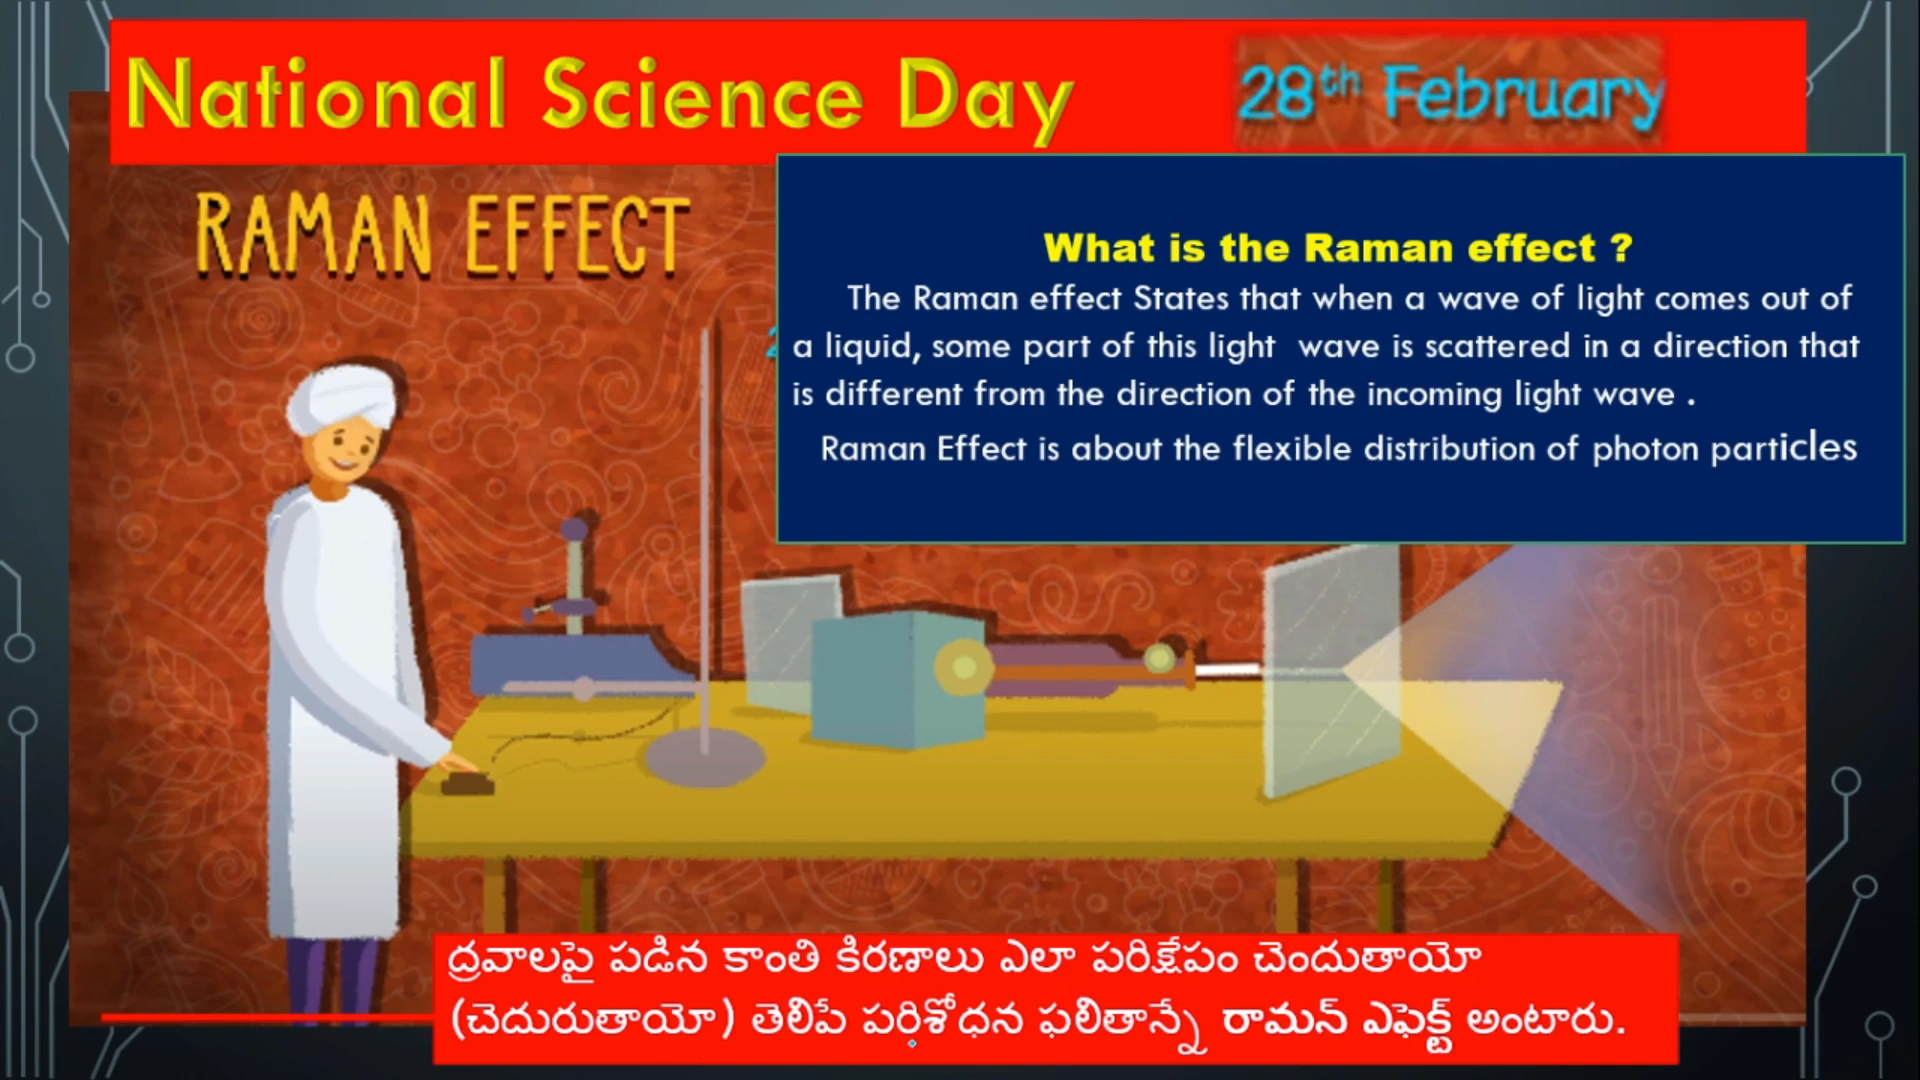 National Science Day
28th February
RAMAN EFFECT
What is the Raman effect ?
The Raman effect States that when a wave of light comes out of
a liquid, some part of this light wave is scattered in a direction that
is different from the direction of the incoming light wave .
Raman Effect is about the flexible distribution of photon particles
ద్రవాలపై పడిన కాంతి కిరణాలు ఎలా పరిక్షేపం చెందుతాయో
(చెదురుతాయో) తెలిపే పరిశోధన ఫలితాన్నే రామన్ ఎఫెక్ట్ అంటారు.